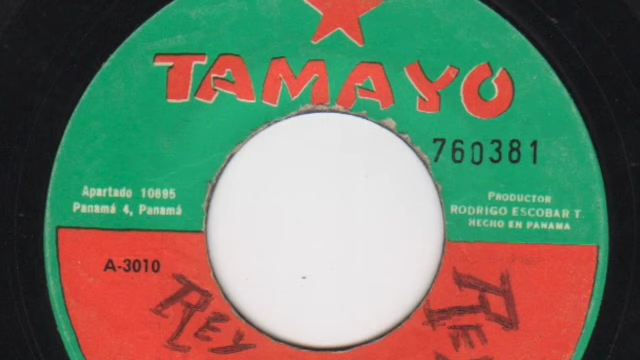 TAMAYO
760381
Apartado 10695
Panamá 4, Panamá
PRODUCTOR
RODRIGO ESCOBAR T.
HECHO EN PANAMA
A-3010
REY